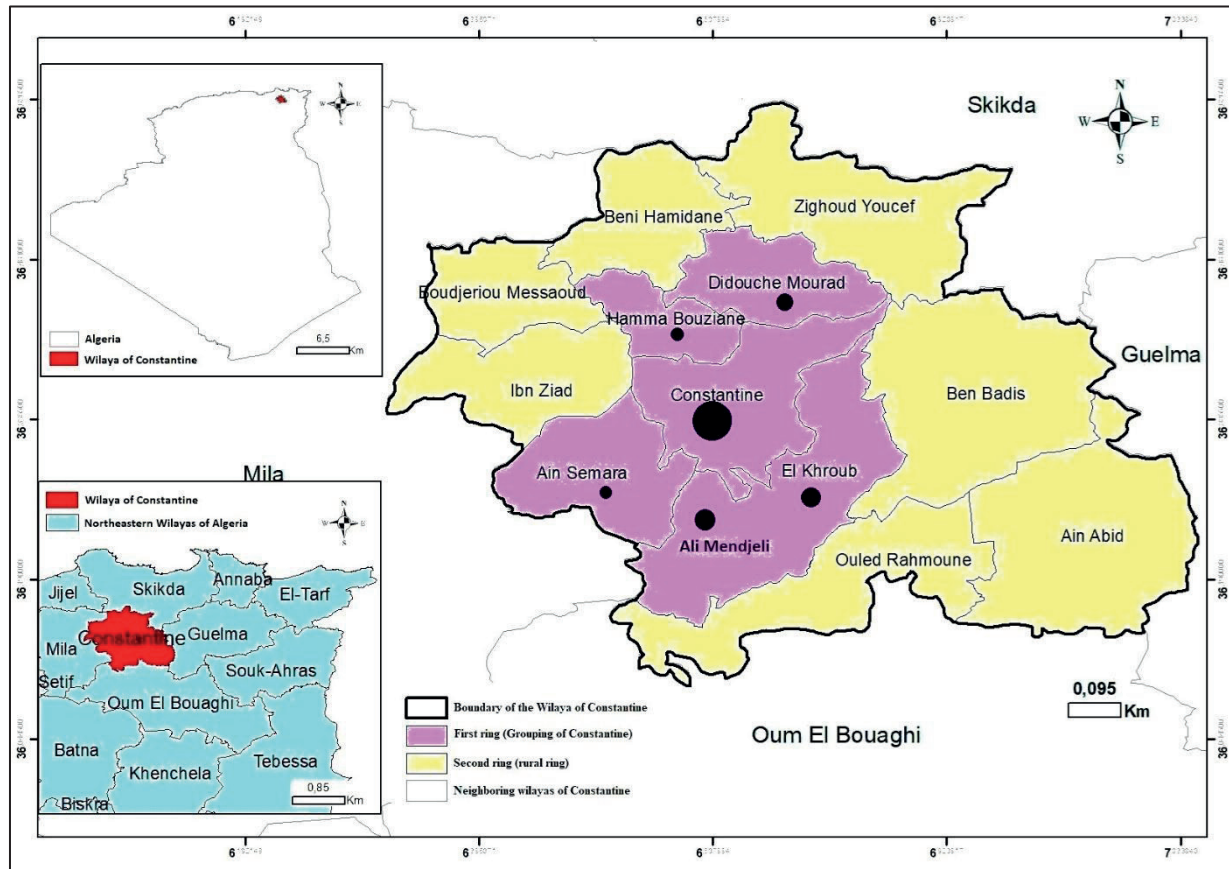 Skikda
N
W E
S
Zighoud Youcef
Beni Hamidane
Didouche Mourad
Boudjeriou Messaoud
Hamma Bouziane
Guelma
Ibn Ziad
Constantine
Ben Badis
Mila
Ain Semara
El Khroub
Ali Mendjeli
Ouled Rahmoune
Ain Abid
Oum El Bouaghi
0,095
Km
Boundary of the Wilaya of Constantine
First ring (Grouping of Constantine)
Second ring (rural ring)
Neighboring wilayas of Constantine
N
W E
S
Algeria
Wilaya of Constantine
6,5
Km
Wilaya of Constantine
Northeastern Wilayas of Algeria
N
W E
S
Jijel
Skikda
Annaba
El-Tarf
Constantine
Guelma
Mila
Souk-Ahras
Setif
Oum El Bouaghi
Batna
Khenchela
Tebessa
Biskra
0,85
Km